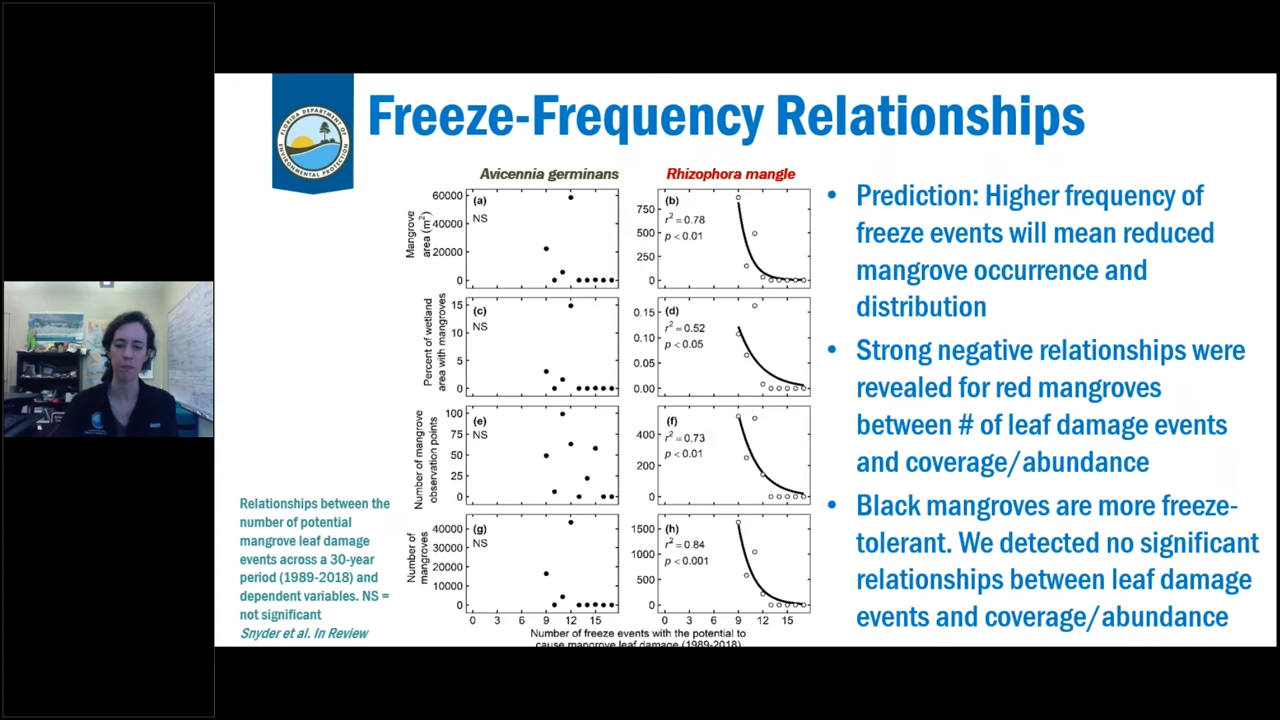 Freeze-Frequency Relationships
FLORIDA DEPARTMENT OF
ENVIRONMENTAL PROTECTION
Avicennia germinans
Rhizophora mangle
Mangrove
area (m²)
60000
40000
20000
0
(a)
NS
750
500
250
0
(b)
r² = 0.78
p < 0.01
Percent of wetland
area with mangroves
15
10
5
0
(c)
NS
0.15
0.10
0.05
0.00
(d)
r² = 0.52
p < 0.05
Number of mangrove
observation points
100
75
50
25
0
(e)
NS
400
200
0
(f)
r² = 0.73
p < 0.01
Number of
mangroves
40000
30000
20000
10000
0
(g)
NS
1500
1000
500
0
(h)
r² = 0.84
p < 0.001
0 3 6 9 12 15
0 3 6 9 12 15
Number of freeze events with the potential to
cause mangrove leaf damage (1989-2018)
• Prediction: Higher frequency of
freeze events will mean reduced
mangrove occurrence and
distribution
• Strong negative relationships were
revealed for red mangroves
between # of leaf damage events
and coverage/abundance
• Black mangroves are more freeze-
tolerant. We detected no significant
relationships between leaf damage
events and coverage/abundance
Relationships between the
number of potential
mangrove leaf damage
events across a 30-year
period (1989-2018) and
dependent variables. NS =
not significant
Snyder et al. In Review